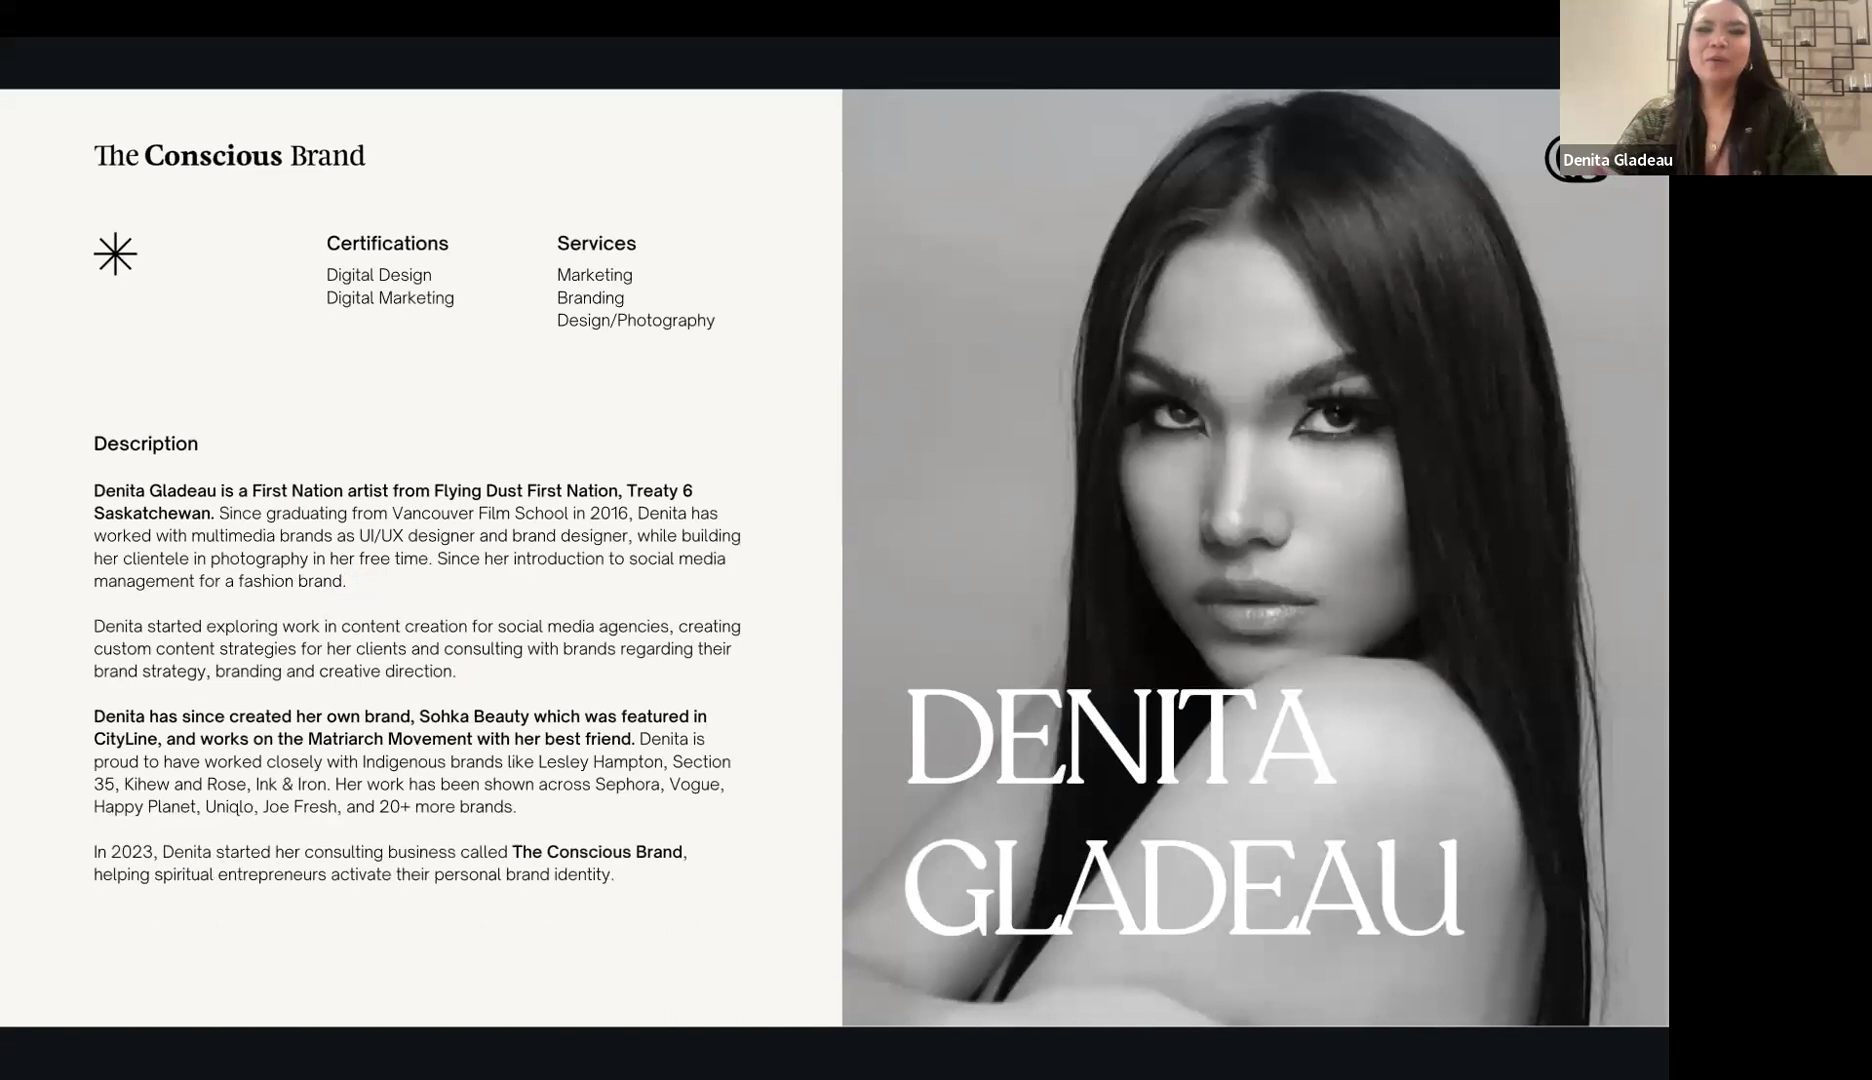 The Conscious Brand
Certifications
Digital Design
Digital Marketing
Services
Marketing
Branding
Design/Photography
Description
Denita Gladeau is a First Nation artist from Flying Dust First Nation, Treaty 6
Saskatchewan. Since graduating from Vancouver Film School in 2016, Denita has
worked with multimedia brands as UI/UX designer and brand designer, while building
her clientele in photography in her free time. Since her introduction to social media
management for a fashion brand.
Denita started exploring work in content creation for social media agencies, creating
custom content strategies for her clients and consulting with brands regarding their
brand strategy, branding and creative direction.
Denita has since created her own brand, Sohka Beauty which was featured in
CityLine, and works on the Matriarch Movement with her best friend. Denita is
proud to have worked closely with Indigenous brands like Lesley Hampton, Section
35, Kihew and Rose, Ink & Iron. Her work has been shown across Sephora, Vogue,
Happy Planet, Uniqlo, Joe Fresh, and 20+ more brands.
In 2023, Denita started her consulting business called The Conscious Brand,
helping spiritual entrepreneurs activate their personal brand identity.
DENITA
GLADEAU
Denita Gladeau